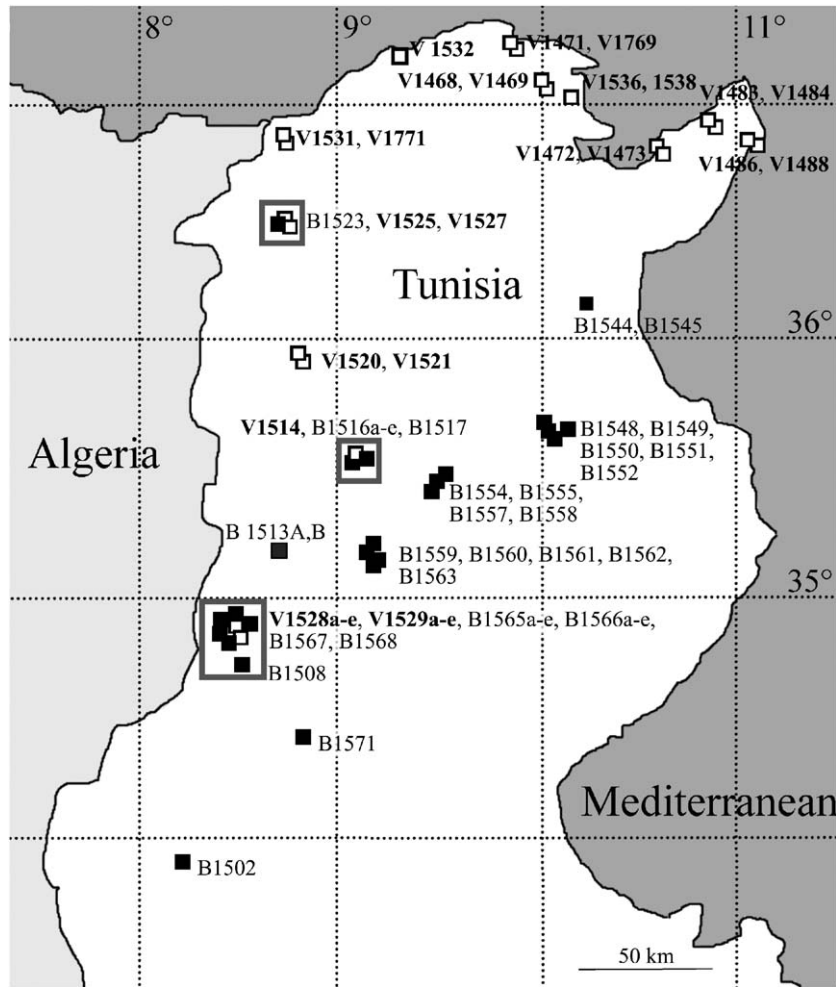 8°
9°
11°
V 1532
V1471, V1769
V1468, V1469
V1536, 1538
V1483, V1484
V1531, V1771
V1472, V1473
V1486, V1488
B1523, V1525, V1527
Tunisia
B1544, B1545
36°
V1520, V1521
Algeria
V1514, B1516a-e, B1517
B1548, B1549,
B1550, B1551,
B1552
B1554, B1555,
B1557, B1558
B 1513A,B
B1559, B1560, B1561, B1562,
B1563
35°
V1528a-e, V1529a-e, B1565a-e, B1566a-e,
B1567, B1568
B1508
B1571
Mediterranean
B1502
50 km